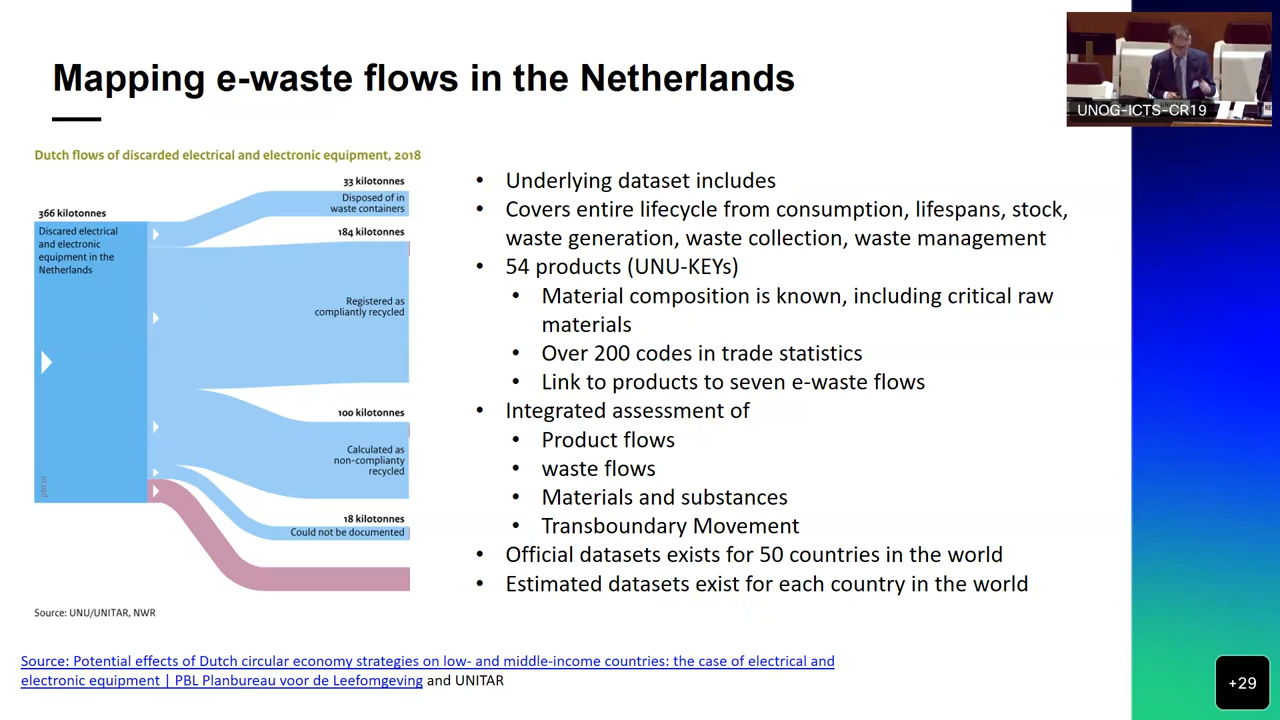 Mapping e-waste flows in the Netherlands
UNOG-ICTS-CR19
Dutch flows of discarded electrical and electronic equipment, 2018
366 kilotonnes
Discared electrical
and electronic
equipment in the
Netherlands
33 kilotonnes
Disposed of in
waste containers
184 kilotonnes
Registered as
compliantly recycled
100 kilotonnes
Calculated as
non-complianty
recycled
18 kilotonnes
Could not be documented
pbl.nl
Source: UNU/UNITAR, NWR
• Underlying dataset includes
• Covers entire lifecycle from consumption, lifespans, stock,
waste generation, waste collection, waste management
• 54 products (UNU-KEYs)
• Material composition is known, including critical raw
materials
• Over 200 codes in trade statistics
• Link to products to seven e-waste flows
• Integrated assessment of
• Product flows
• waste flows
• Materials and substances
• Transboundary Movement
• Official datasets exists for 50 countries in the world
• Estimated datasets exist for each country in the world
Source: Potential effects of Dutch circular economy strategies on low- and middle-income countries: the case of electrical and
electronic equipment | PBL Planbureau voor de Leefomgeving and UNITAR
+29